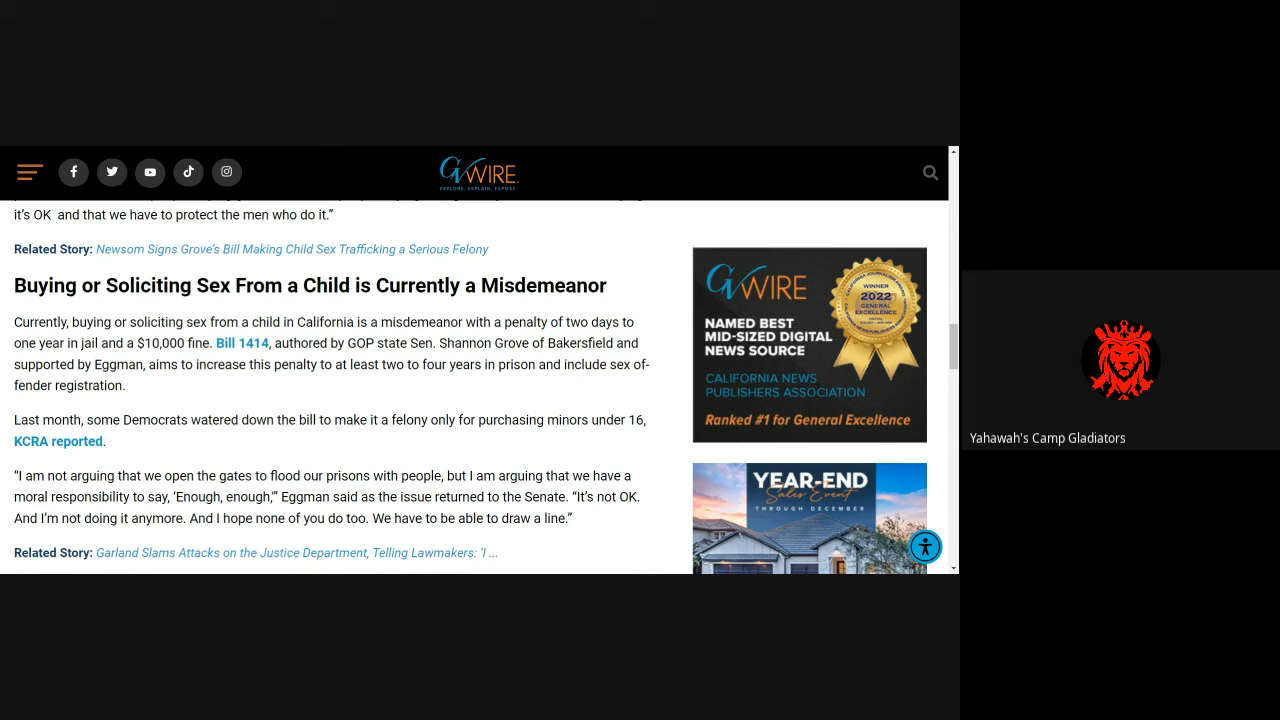 GVWIRE
EXPLORE. EXPLAIN. EXPOSE.
it's OK and that we have to protect the men who do it.”
Related Story: Newsom Signs Grove's Bill Making Child Sex Trafficking a Serious Felony
Buying or Soliciting Sex From a Child is Currently a Misdemeanor
Currently, buying or soliciting sex from a child in California is a misdemeanor with a penalty of two days to
one year in jail and a $10,000 fine. Bill 1414, authored by GOP state Sen. Shannon Grove of Bakersfield and
supported by Eggman, aims to increase this penalty to at least two to four years in prison and include sex of-
fender registration.
Last month, some Democrats watered down the bill to make it a felony only for purchasing minors under 16,
KCRA reported.
“I am not arguing that we open the gates to flood our prisons with people, but I am arguing that we have a
moral responsibility to say, ‘Enough, enough,’” Eggman said as the issue returned to the Senate. “It’s not OK.
And I’m not doing it anymore. And I hope none of you do too. We have to be able to draw a line.”
Related Story: Garland Slams Attacks on the Justice Department, Telling Lawmakers: ‘I ...
GVWIRE
WINNER
2022
GENERAL
EXCELLENCE
NAMED BEST
MID-SIZED DIGITAL
NEWS SOURCE
CALIFORNIA NEWS
PUBLISHERS ASSOCIATION
Ranked #1 for General Excellence
YEAR-END
Sales Event
THROUGH DECEMBER
Yahawah's Camp Gladiators